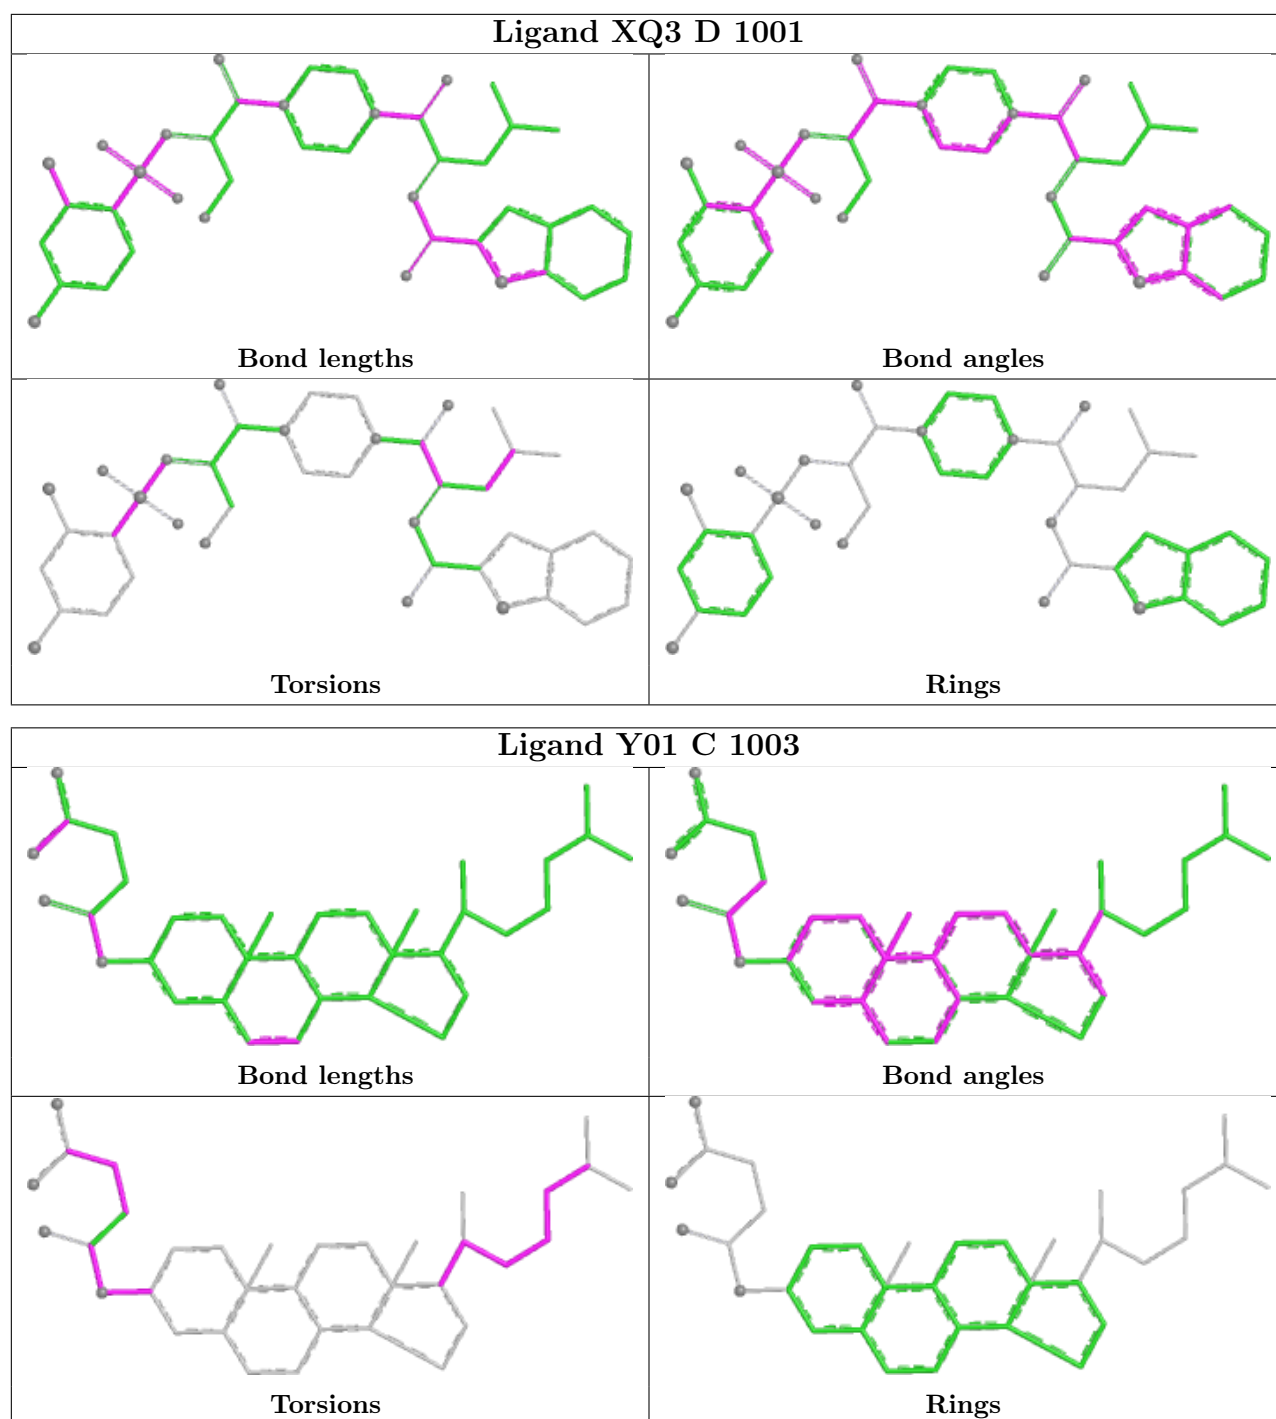 Ligand XQ3 D 1001
Bond lengths
Bond angles
Torsions
Rings
Ligand Y01 C 1003
Bond lengths
Bond angles
Torsions
Rings